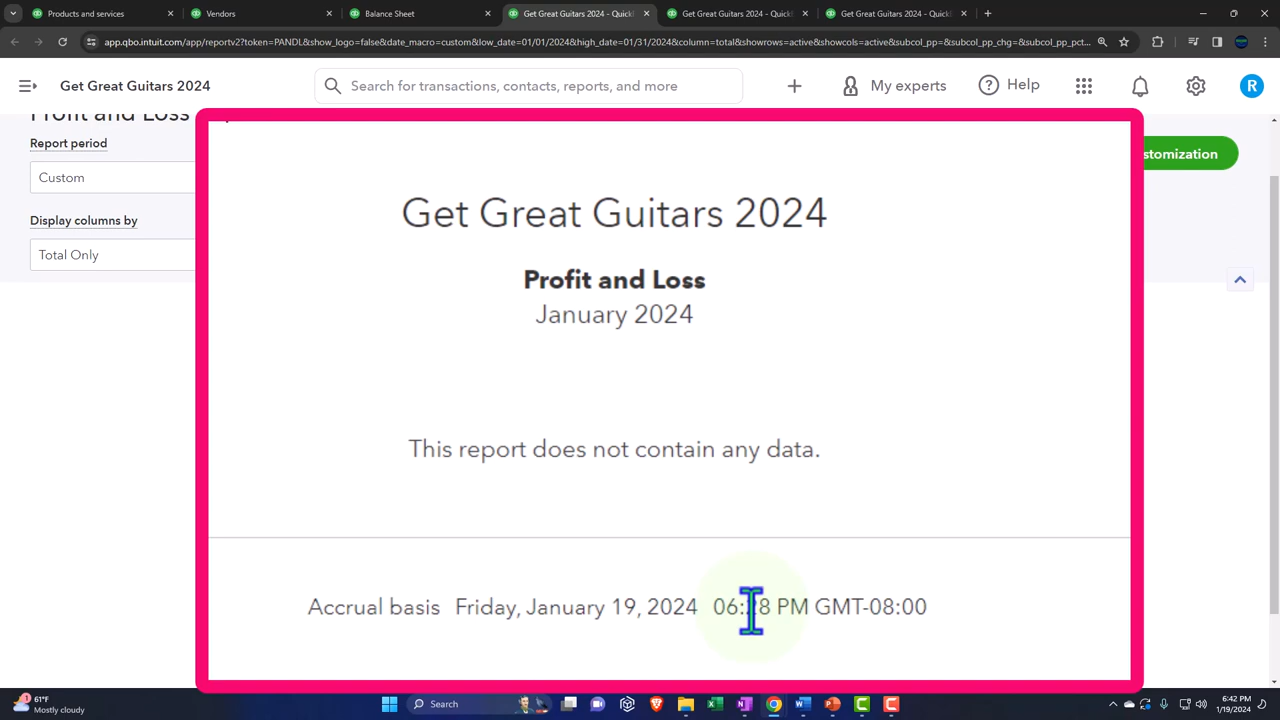 Products and services
Vendors
Balance Sheet
Get Great Guitars 2024 - Quick
Get Great Guitars 2024 - Quick
Get Great Guitars 2024 - Quick
app.qbo.intuit.com/app/reportv2?token=PANDL&show_logo=false&date_macro=custom&low_date=01/01/2024&high_date=01/31/2024&column=total&showrows=active&showcols=active&subcol_pp=&subcol_pp_chg=&subcol_pp_pct...
Get Great Guitars 2024
Search for transactions, contacts, reports, and more
My experts
Help
R
Profit and Loss
Report period
Custom
stomization
Display columns by
Total Only
Get Great Guitars 2024
Profit and Loss
January 2024
This report does not contain any data.
Accrual basis Friday, January 19, 2024 06:28 PM GMT-08:00
1
61°F
Mostly cloudy
Search
6:42 PM
1/19/2024